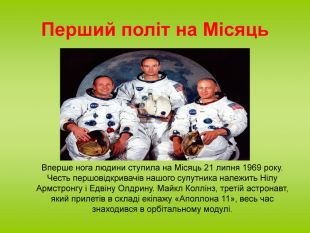 Перший політ на Місяць
Вперше нога людини ступила на Місяць 21 липня 1969 року.
Честь першовідкривачів нашого супутника належить Нілу
Армстронгу і Едвіну Олдрину. Майкл Коллінз, третій астронавт,
який прилетів в складі екіпажу «Аполлона 11», весь час
знаходився в орбітальному модулі.